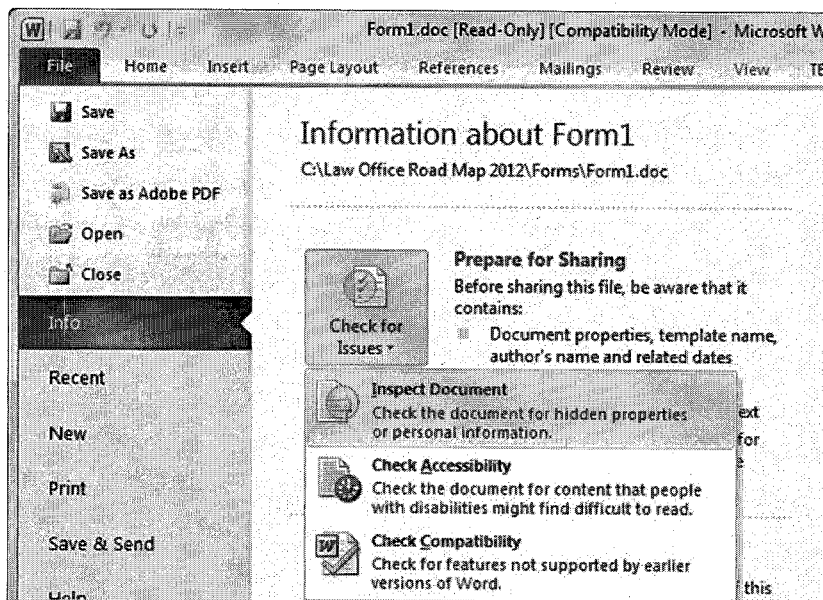 Form1.doc [Read-Only] [Compatibility Mode] - Microsoft W
File Home Insert Page Layout References Mailings Review View TE
Save
Save As
Save as Adobe PDF
Open
Close
Info
Recent
New
Print
Save & Send
Help
Information about Form1
C:\Law Office Road Map 2012\Forms\Form1.doc
Check for
Issues
Prepare for Sharing
Before sharing this file, be aware that it
contains:
Document properties, template name,
author's name and related dates
Inspect Document
Check the document for hidden properties
or personal information.
Check Accessibility
Check the document for content that people
with disabilities might find difficult to read.
Check Compatibility
Check for features not supported by earlier
versions of Word.
ext
for
this